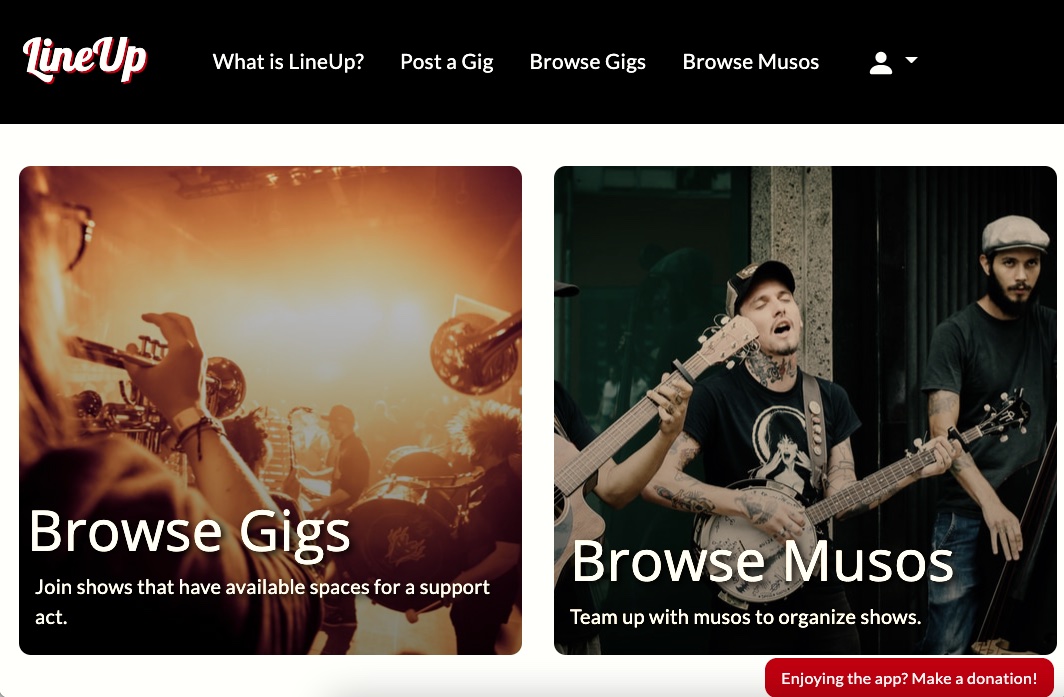 LineUp
What is LineUp?
Post a Gig
Browse Gigs
Browse Musos
Browse Gigs
Join shows that have available spaces for a support
act.
Browse Musos
Team up with musos to organize shows.
Enjoying the app? Make a donation!